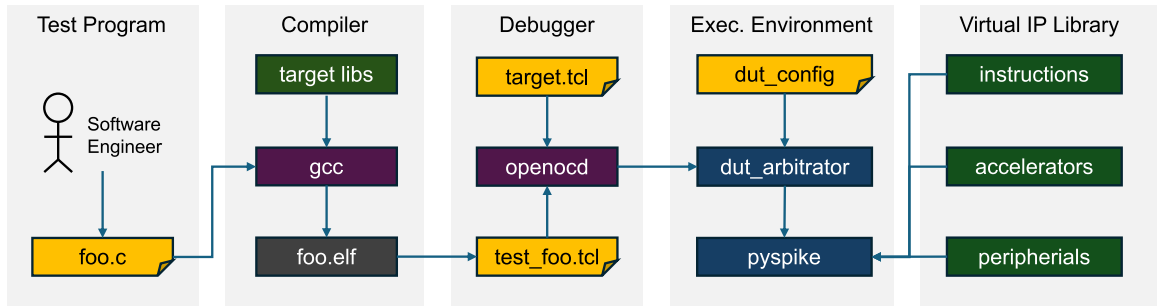 Test Program
Software
Engineer
foo.c
Compiler
target libs
gcc
foo.elf
Debugger
target.tcl
openocd
test_foo.tcl
Exec. Environment
dut_config
dut_arbitrator
pyspike
Virtual IP Library
instructions
accelerators
peripherials